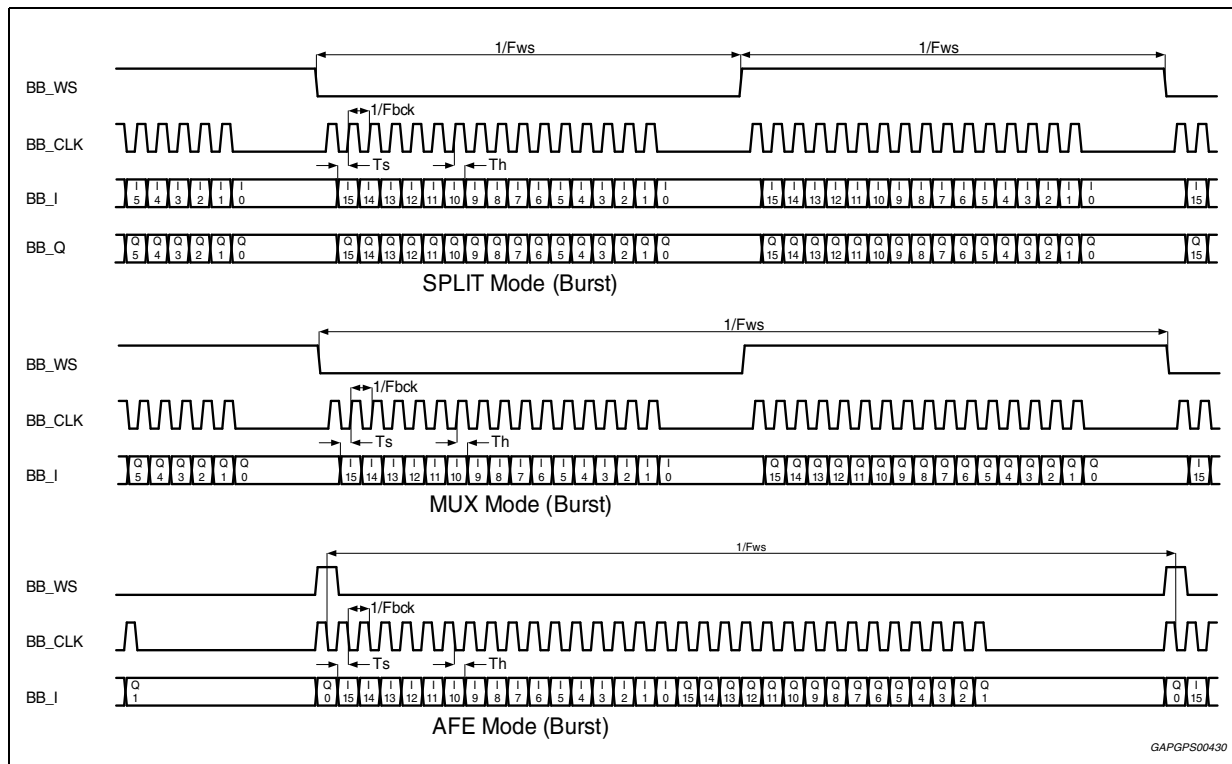 1/Fws 1/Fws
BB_WS
1/Fbck
BB_CLK
Ts Th
I I I I I I I I I I I I I I I I I I I I I I I I I I I I I I I I I I I I I I I
BB_I
5 4 3 2 1 0 15 14 13 12 11 10 9 8 7 6 5 4 3 2 1 0 15 14 13 12 11 10 9 8 7 6 5 4 3 2 1 0 15
Q Q Q Q Q Q Q Q Q Q Q Q Q Q Q Q Q Q Q Q Q Q Q Q Q Q Q Q Q Q Q Q Q Q Q Q Q Q Q
BB_Q
5 4 3 2 1 0 15 14 13 12 11 10 9 8 7 6 5 4 3 2 1 0 15 14 13 12 11 10 9 8 7 6 5 4 3 2 1 0 15
SPLIT Mode (Burst)
1/Fws
BB_WS
1/Fbck
BB_CLK
Ts Th
Q Q Q Q Q Q I I I I I I I I I I I I I I I I Q Q Q Q Q Q Q Q Q Q Q Q Q Q Q Q I
BB_I
5 4 3 2 1 0 15 14 13 12 11 10 9 8 7 6 5 4 3 2 1 0 15 14 13 12 11 10 9 8 7 6 5 4 3 2 1 0 15
MUX Mode (Burst)
1/Fws
BB_WS
1/Fbck
BB_CLK
Ts Th
Q Q I I I I I I I I I I I I I I I I Q Q Q Q Q Q Q Q Q Q Q Q Q Q Q Q I
BB_I
1 0 15 14 13 12 11 10 9 8 7 6 5 4 3 2 1 0 15 14 13 12 11 10 9 8 7 6 5 4 3 2 1 0 15
AFE Mode (Burst)
GAPGPS00430